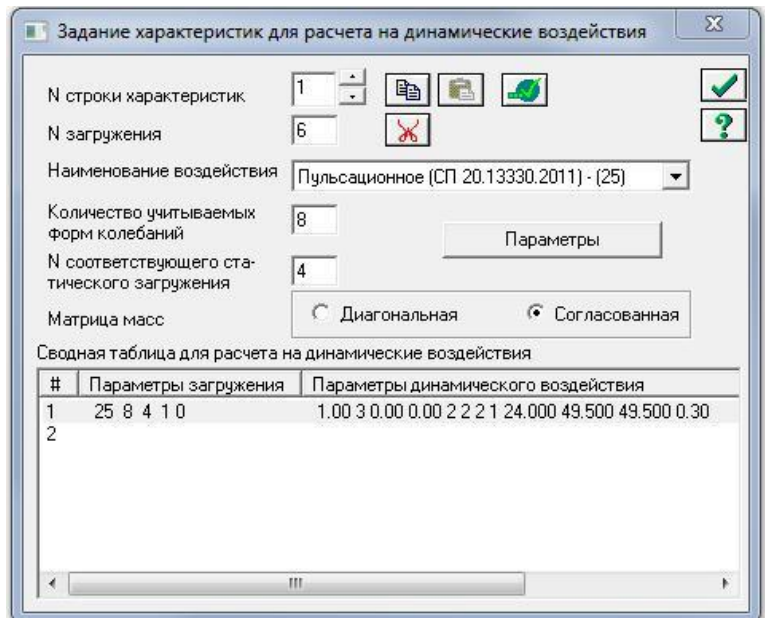 Задание характеристик для расчета на динамические воздействия
N строки характеристик 1
N загружения 6
Наименование воздействия Пульсационное (СП 20.13330.2011) - (25)
Количество учитываемых
форм колебаний 8
Параметры
N соответствующего ста-
тического загружения 4
Матрица масс Диагональная Согласованная
Сводная таблица для расчета на динамические воздействия
# Параметры загружения Параметры динамического воздействия
1 25 8 4 1 0 1.00 3 0.00 0.00 2 2 2 1 24.000 49.500 49.500 0.30
2